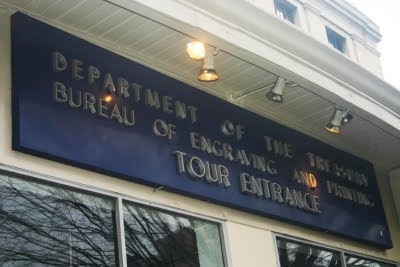 DEPARTMENT OF THE TREASURY
BUREAU OF ENGRAVING AND PRINTING
TOUR ENTRANCE